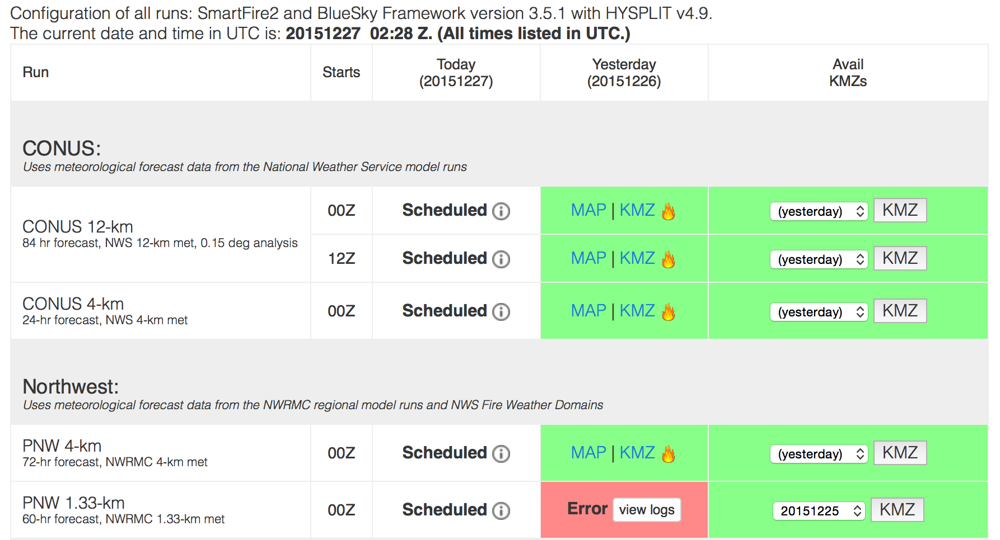 Configuration of all runs: SmartFire2 and BlueSky Framework version 3.5.1 with HYSPLIT v4.9.
The current date and time in UTC is: 20151227 02:28 Z. (All times listed in UTC.)
Run Starts Today (20151227) Yesterday (20151226) Avail KMZs
CONUS:
Uses meteorological forecast data from the National Weather Service model runs
CONUS 12-km
84 hr forecast, NWS 12-km met, 0.15 deg analysis
00Z Scheduled MAP | KMZ (yesterday) KMZ
12Z Scheduled MAP | KMZ (yesterday) KMZ
CONUS 4-km
24-hr forecast, NWS 4-km met
00Z Scheduled MAP | KMZ (yesterday) KMZ
Northwest:
Uses meteorological forecast data from the NWRMC regional model runs and NWS Fire Weather Domains
PNW 4-km
72-hr forecast, NWRMC 4-km met
00Z Scheduled MAP | KMZ (yesterday) KMZ
PNW 1.33-km
60-hr forecast, NWRMC 1.33-km met
00Z Scheduled Error view logs 20151225 KMZ